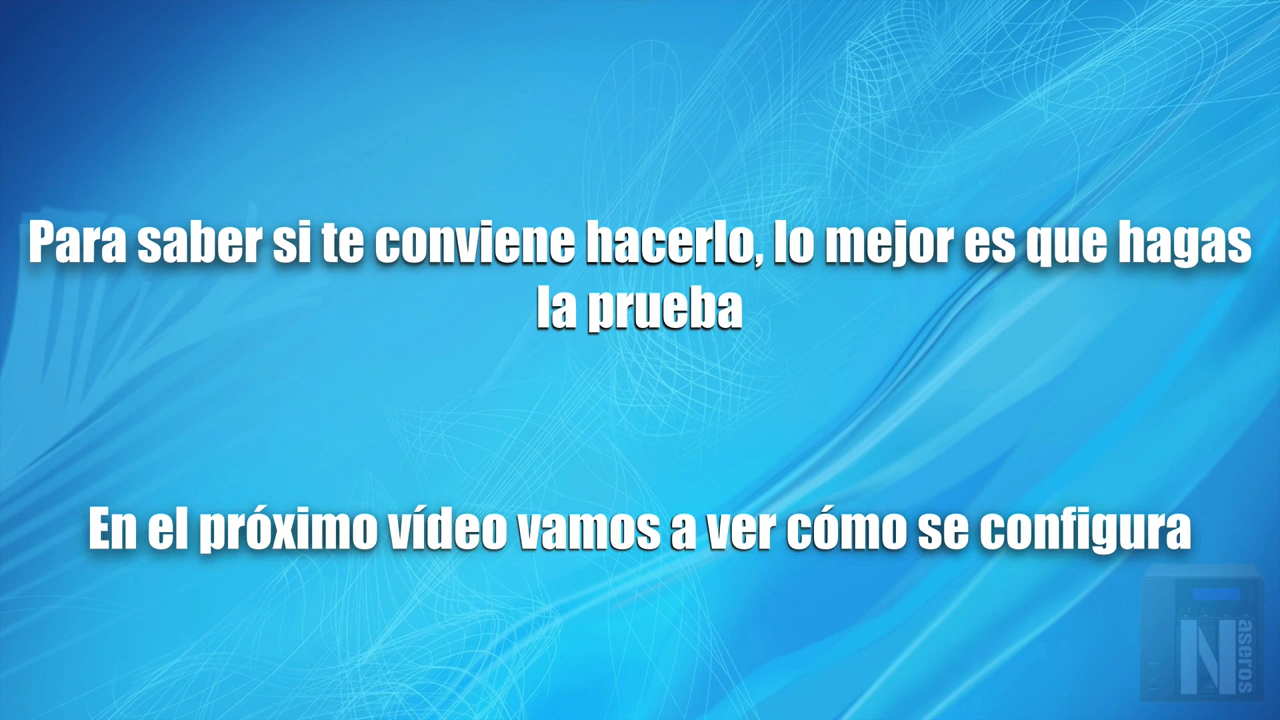 Para saber si te conviene hacerlo, lo mejor es que hagas
la prueba
En el próximo vídeo vamos a ver cómo se configura
Naseros